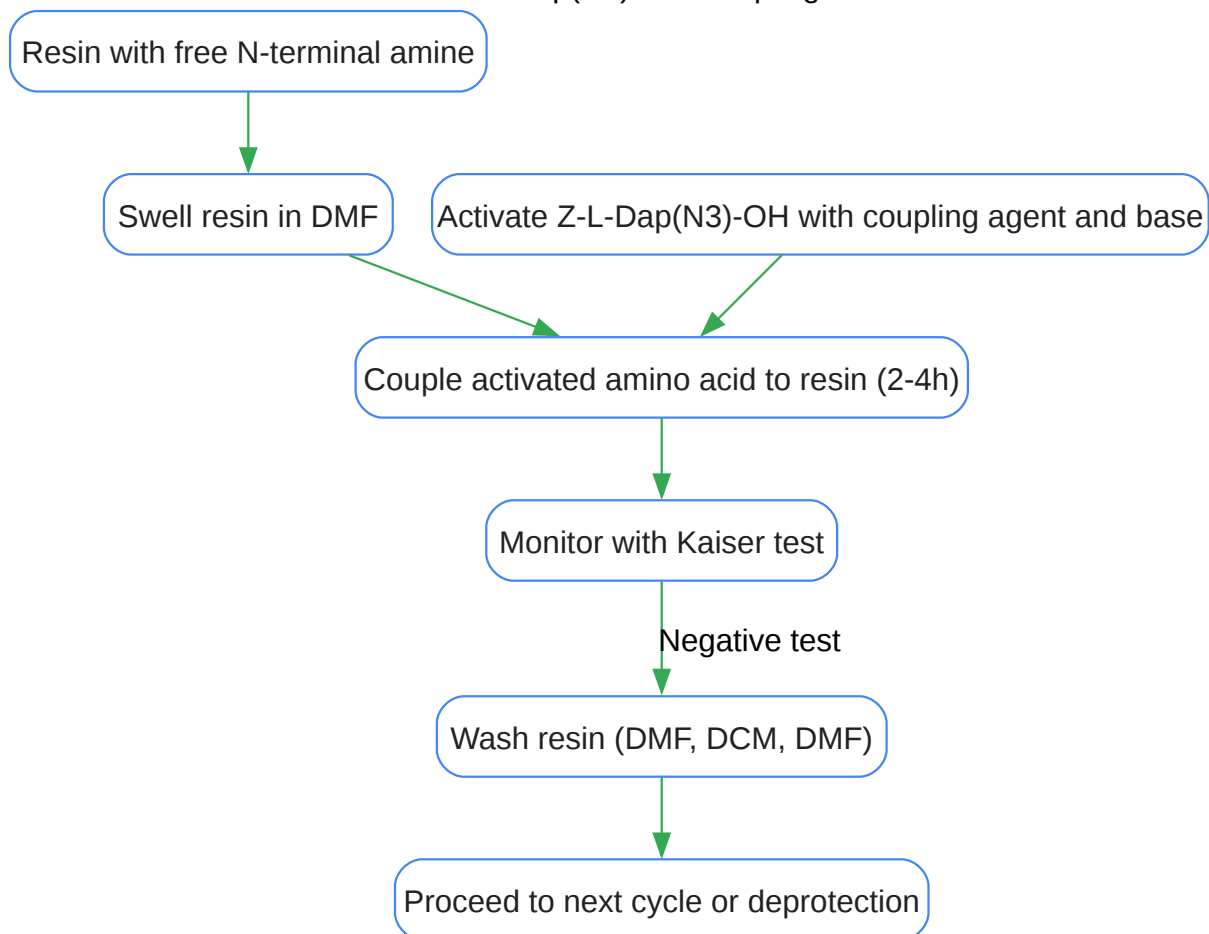 Resin with free N-terminal amine
Swell resin in DMF
Activate Z-L-Dap(N3)-OH with coupling agent and base
Couple activated amino acid to resin (2-4h)
Monitor with Kaiser test
Negative test
Wash resin (DMF, DCM, DMF)
Proceed to next cycle or deprotection